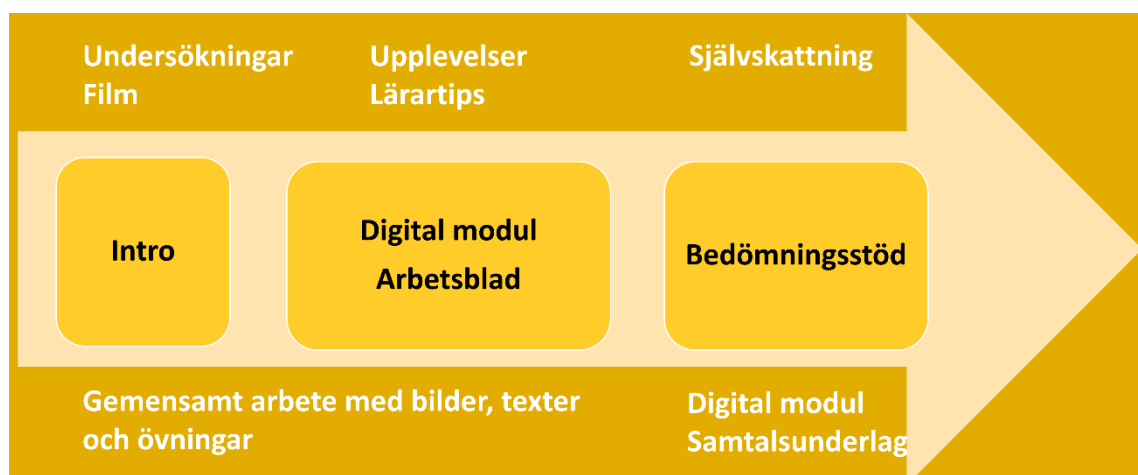 Undersökningar
Film
Upplevelser
Lärartips
Självskattning
Intro
Digital modul
Arbetsblad
Bedömningsstöd
Gemensamt arbete med bilder, texter
och övningar
Digital modul
Samtalsunderlag